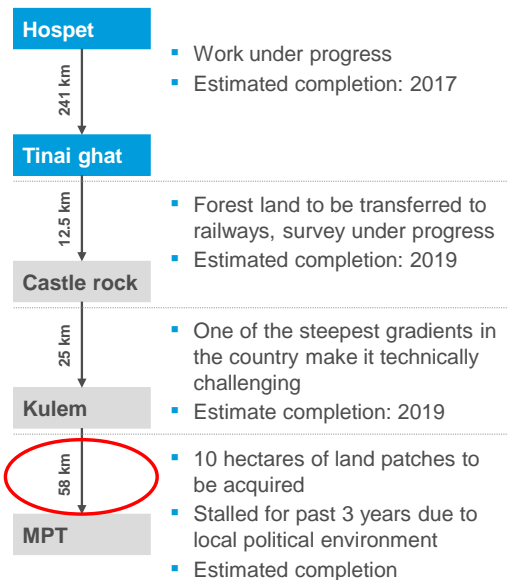 Hospet
241 km
▪ Work under progress
▪ Estimated completion: 2017
Tinai ghat
12.5 km
▪ Forest land to be transferred to
railways, survey under progress
▪ Estimated completion: 2019
Castle rock
25 km
▪ One of the steepest gradients in
the country make it technically
challenging
▪ Estimate completion: 2019
Kulem
58 km
▪ 10 hectares of land patches to
be acquired
▪ Stalled for past 3 years due to
local political environment
▪ Estimated completion
MPT